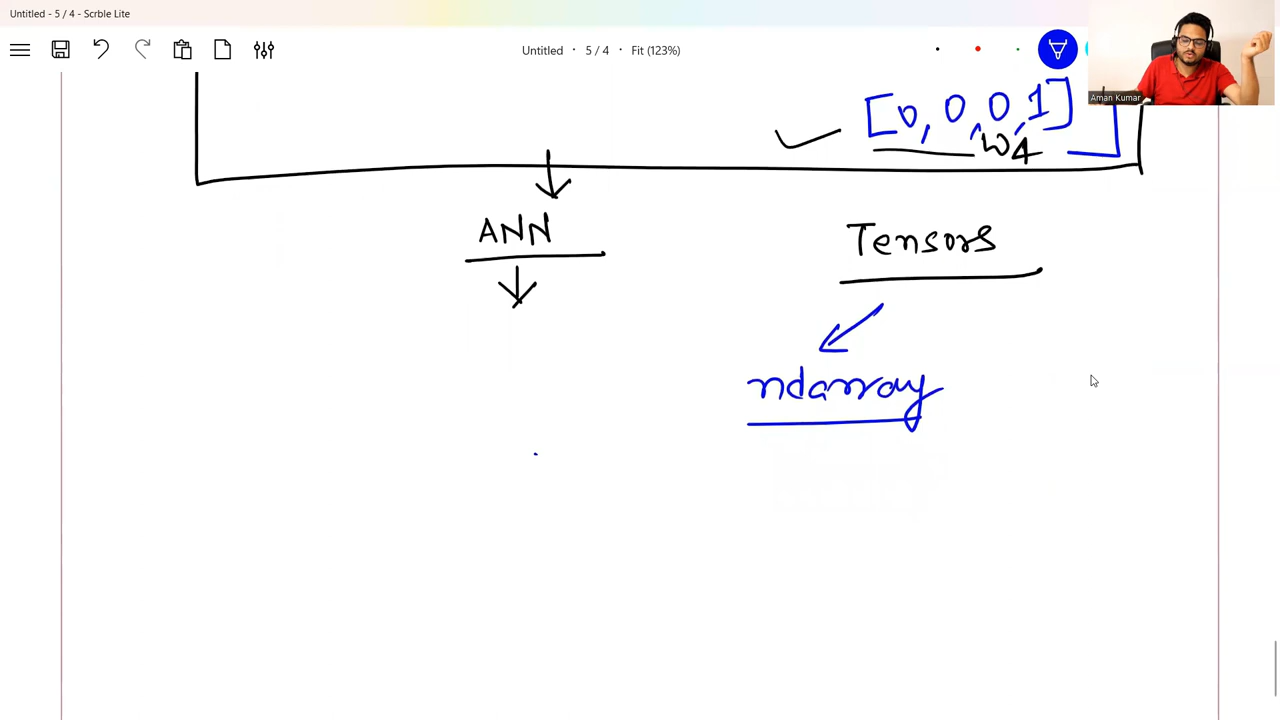 Untitled - 5 / 4 - Scrble Lite
Untitled · 5 / 4 · Fit (123%)
Aman Kumar
[0, 0, 0, 1]
w4
ANN
Tensors
ndarray